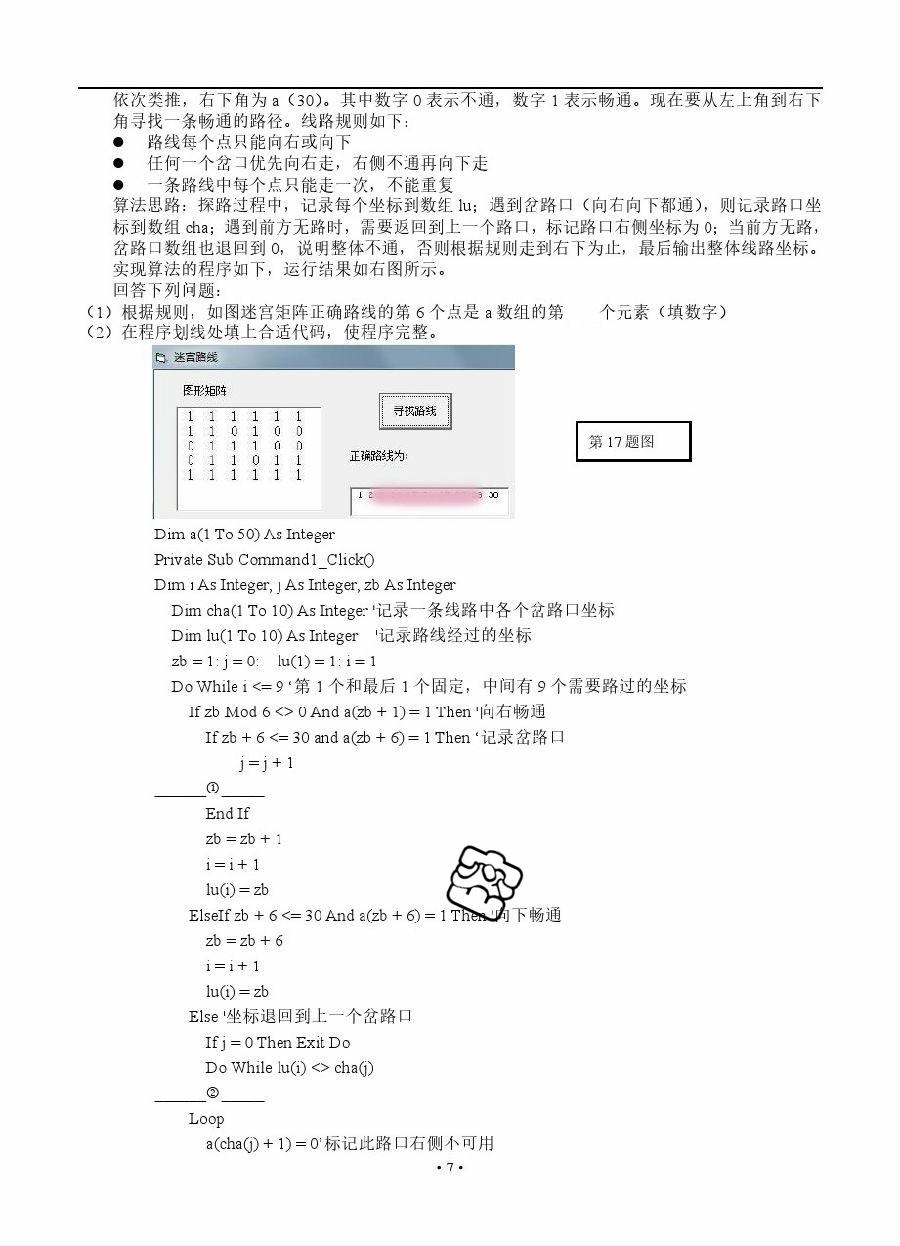 依次类推，右下角为 a（30）。其中数字 0 表示不通，数字 1 表示畅通。现在要从左上角到右下
角寻找一条畅通的路径。线路规则如下：
● 路线每个点只能向右或向下
● 任何一个岔口优先向右走，右侧不通再向下走
● 一条路线中每个点只能走一次，不能重复
算法思路：探路过程中，记录每个坐标到数组 lu；遇到岔路口（向右向下都通），则记录路口坐
标到数组 cha；遇到前方无路时，需要返回到上一个路口，标记路口右侧坐标为 0；当前方无路，
岔路口数组也退回到 0，说明整体不通，否则根据规则走到右下为止，最后输出整体线路坐标。
实现算法的程序如下，运行结果如右图所示。
回答下列问题：
（1）根据规则，如图迷宫矩阵正确路线的第 6 个点是 a 数组的第 个元素（填数字）
（2）在程序划线处填上合适代码，使程序完整。
迷宫路线
图形矩阵
寻找路线
1 1 1 1 1 1
1 1 0 1 0 0
0 1 1 1 0 0
0 1 1 0 1 1
1 1 1 1 1 1
正确路线为:
1 2 30
第 17 题图
Dim a(1 To 50) As Integer
Private Sub Command1_Click()
Dim i As Integer, j As Integer, zb As Integer
Dim cha(1 To 10) As Integer '记录一条线路中各个岔路口坐标
Dim lu(1 To 10) As Integer '记录路线经过的坐标
zb = 1: j = 0: lu(1) = 1: i = 1
Do While i <= 9 ‘第 1 个和最后 1 个固定，中间有 9 个需要路过的坐标
If zb Mod 6 <> 0 And a(zb + 1) = 1 Then '向右畅通
If zb + 6 <= 30 and a(zb + 6) = 1 Then ‘记录岔路口
j = j + 1
______①_____
End If
zb = zb + 1
i = i + 1
lu(i) = zb
ElseIf zb + 6 <= 30 And a(zb + 6) = 1 Then '向下畅通
zb = zb + 6
i = i + 1
lu(i) = zb
Else '坐标退回到上一个岔路口
If j = 0 Then Exit Do
Do While lu(i) <> cha(j)
______②_____
Loop
a(cha(j) + 1) = 0’标记此路口右侧不可用
• 7 •